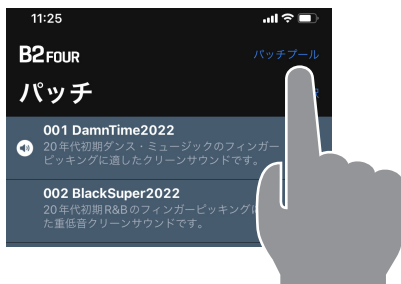 11:25
B2 FOUR
パッチプール
パッチ
001 DamnTime2022
20年代初期ダンス・ミュージックのフィンガー
ピッキングに適したクリーンサウンドです。
002 BlackSuper2022
20年代初期R&Bのフィンガーピッキング
た重低音クリーンサウンドです。